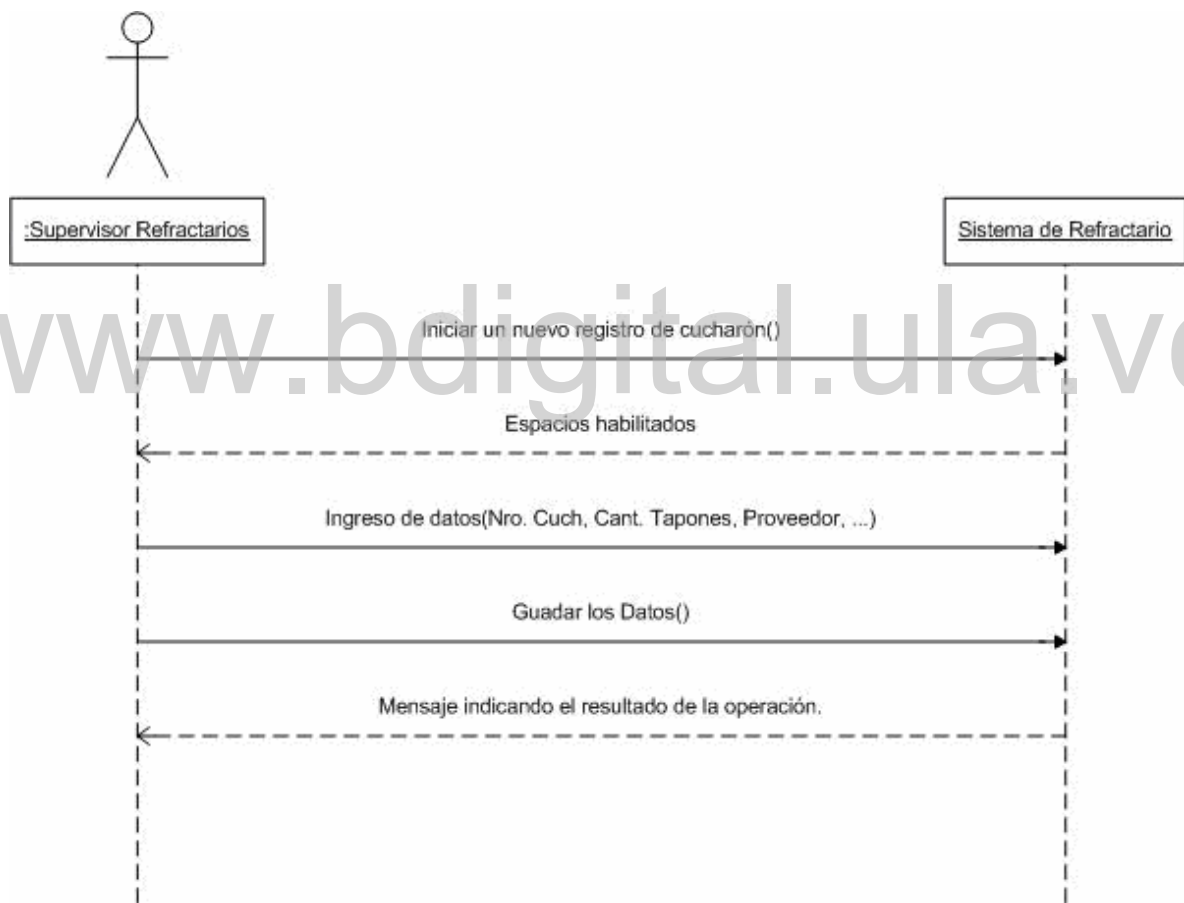 :Supervisor Refractarios
Sistema de Refractario
www.bdigital.ula.ve
Iniciar un nuevo registro de cucharón()
Espacios habilitados
Ingreso de datos(Nro. Cuch, Cant. Tapones, Proveedor, ...)
Guadar los Datos()
Mensaje indicando el resultado de la operación.